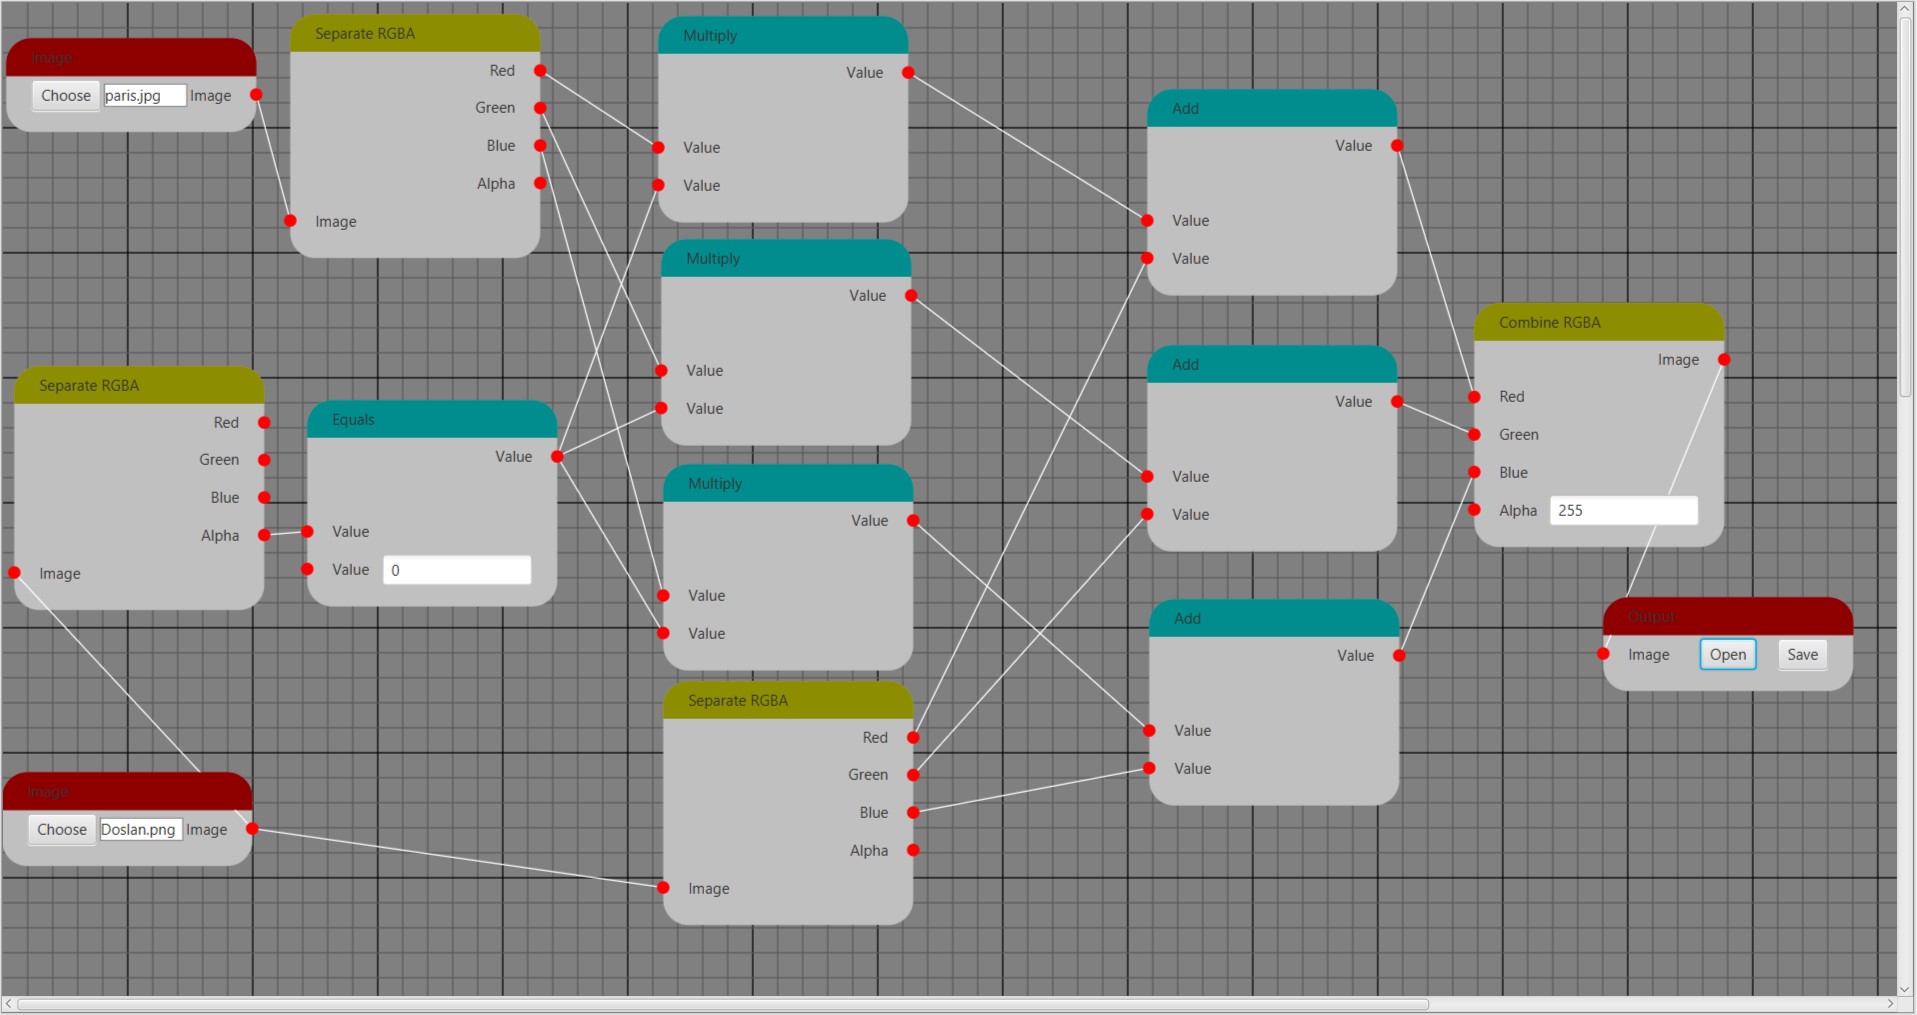 Image
Choose paris.jpg Image
Separate RGBA
Red
Green
Blue
Alpha
Image
Multiply
Value
Value
Value
Add
Value
Value
Value
Multiply
Value
Value
Value
Separate RGBA
Red
Green
Blue
Alpha
Image
Equals
Value
Value
Value 0
Multiply
Value
Value
Value
Add
Value
Value
Value
Combine RGBA
Image
Red
Green
Blue
Alpha 255
Output
Image Open Save
Add
Value
Value
Value
Separate RGBA
Red
Green
Blue
Alpha
Image
Image
Choose Doslan.png Image